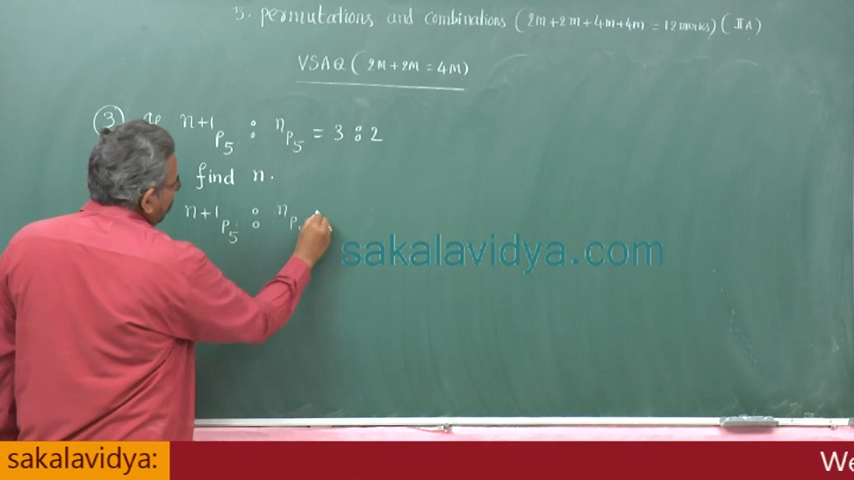 5. permutations and combinations (2M+2M+4M+4M = 12 marks) (IIA)
VSAQ (2M+2M = 4M)
③ n+1P5 : nP5 = 3 : 2
find n.
n+1P5 : nP
sakalavidya.com
sakalavidya: We